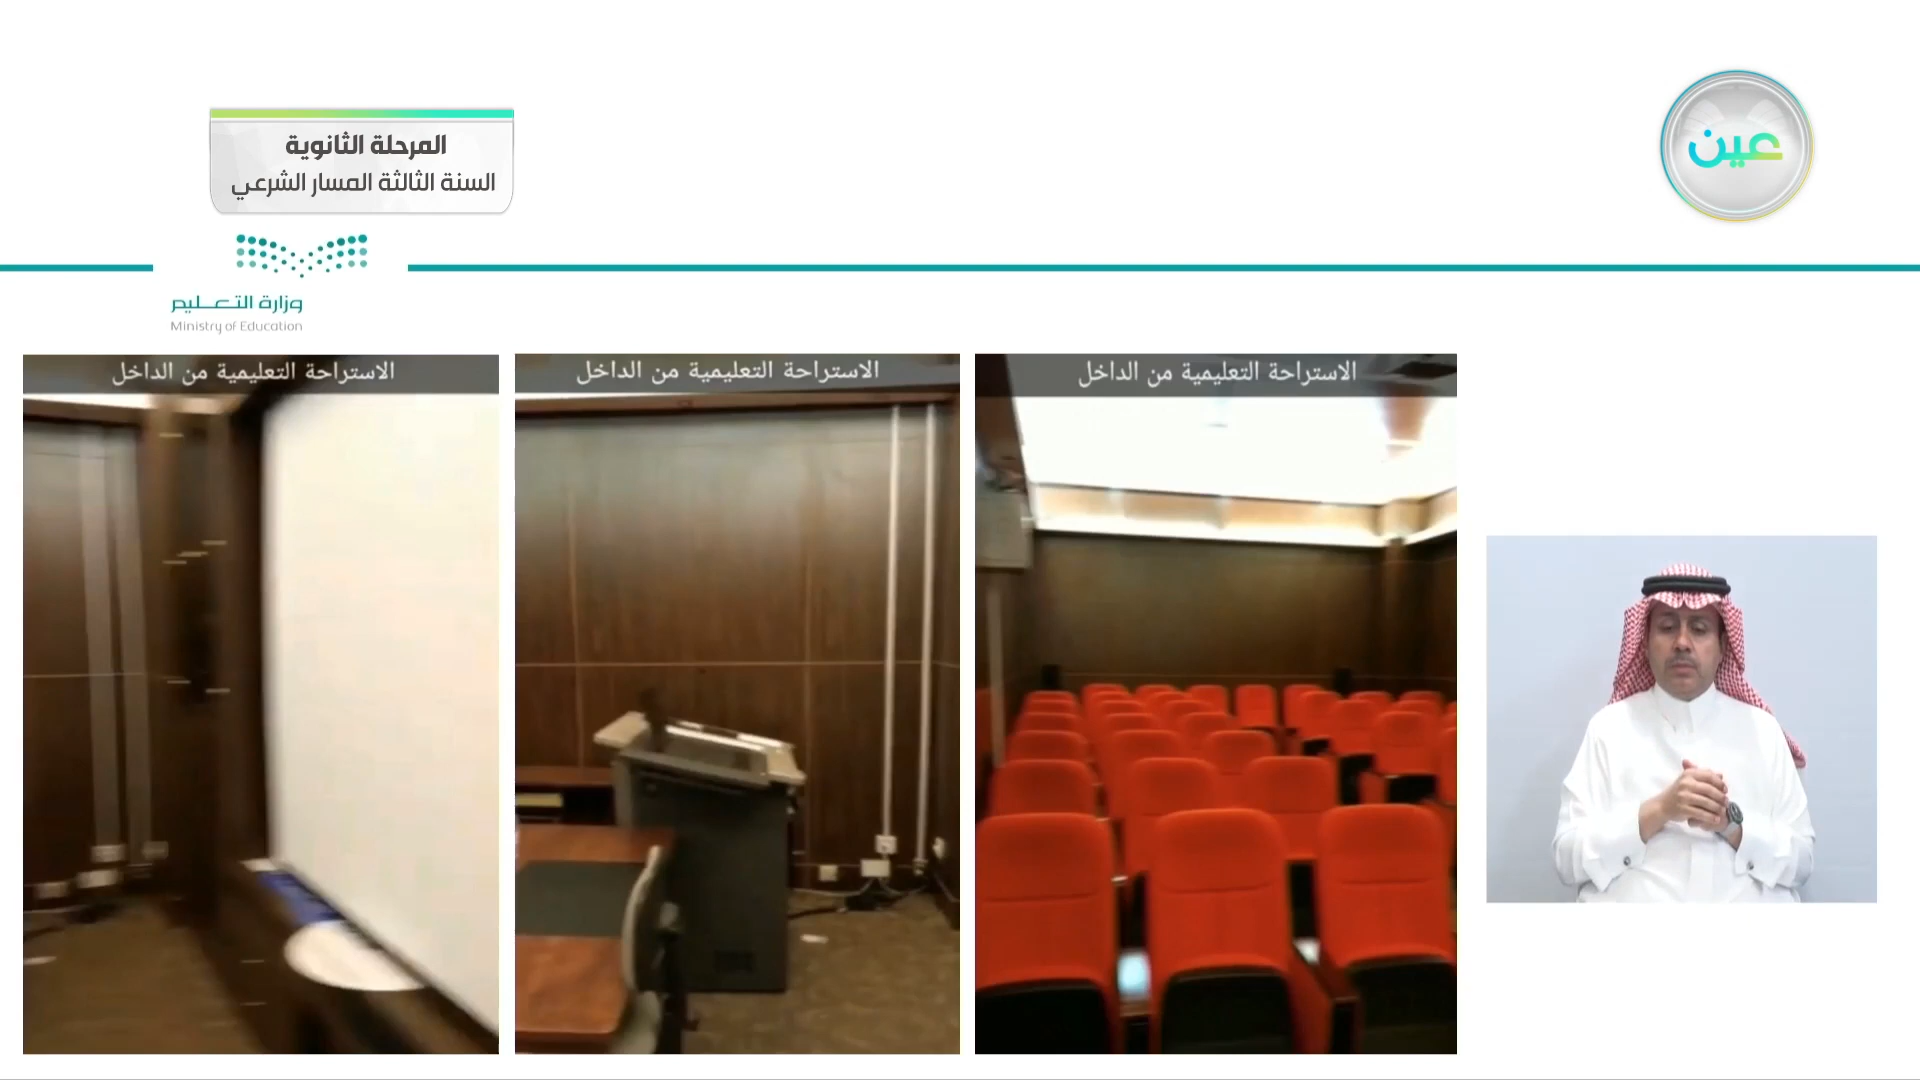 عين
المرحلة الثانوية
السنة الثالثة المسار الشرعي
وزارة التعـليم
Ministry of Education
الاستراحة التعليمية من الداخل
الاستراحة التعليمية من الداخل
الاستراحة التعليمية من الداخل